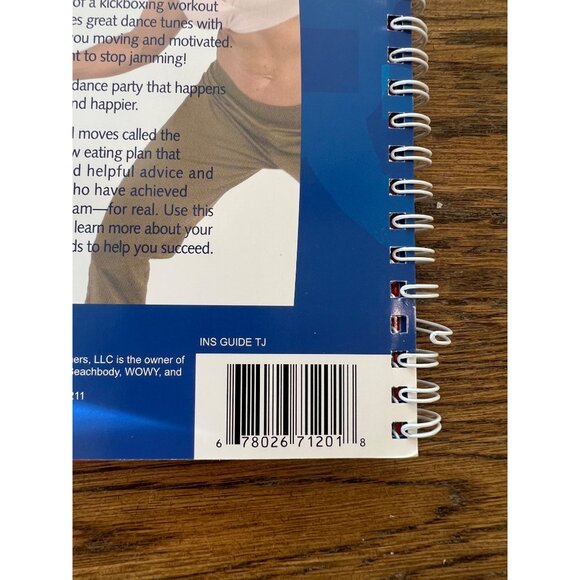 of a kickboxing workout
es great dance tunes with
you moving and motivated.
nt to stop jamming!
dance party that happens
nd happier.
l moves called the
w eating plan that
d helpful advice and
ho have achieved
am—for real. Use this
learn more about your
ds to help you succeed.
INS GUIDE TJ
ners, LLC is the owner of
Beachbody, WOWY, and
211
6 78026 71201 8